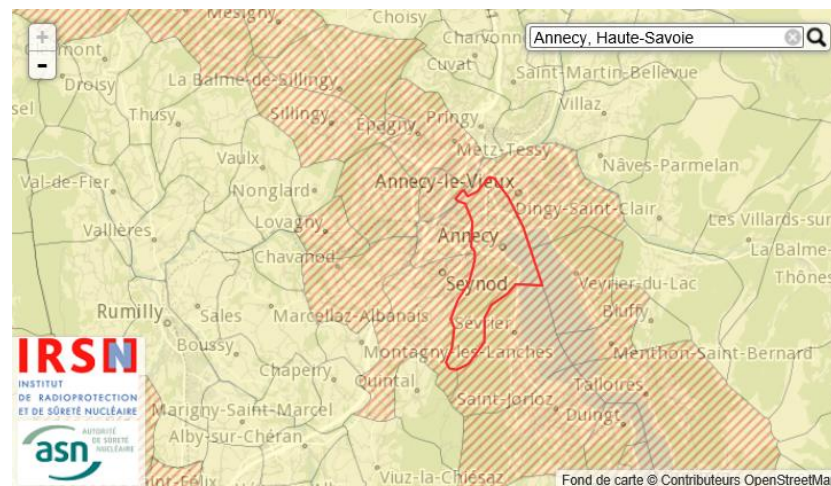 Mésigny
Choisy
Charvonn
Annecy, Haute-Savoie
+
-
Clermont
Cuvat
Droisy
La Balme-de-Sillingy
Saint-Martin-Bellevue
Villaz
Thusy
Sillingy
Épagny
Pringy
Metz-Tessy
Vaulx
Nâves-Parmelan
Val-de-Fier
Nonglard
Annecy-le-Vieux
Dingy-Saint-Clair
Vallières
Lovagny
Les Villards-sur
Annecy
La Balme-
Chavanod
Seynod
Veyrier-du-Lac
Thônes
Rumilly
Sales
Marcellaz-Albanais
Bluffy
Sévrier
Boussy
Montagny-les-Lanches
Menthon-Saint-Bernard
IRSN
INSTITUT
DE RADIOPROTECTION
ET DE SÛRETÉ NUCLÉAIRE
Chapeiry
Quintal
Talloires
Marigny-Saint-Marcel
Saint-Jorioz
Duingt
asn
AUTORITÉ
DE SÛRETÉ
NUCLÉAIRE
Alby-sur-Chéran
Viuz-la-Chiésaz
Fond de carte © Contributeurs OpenStreetMa